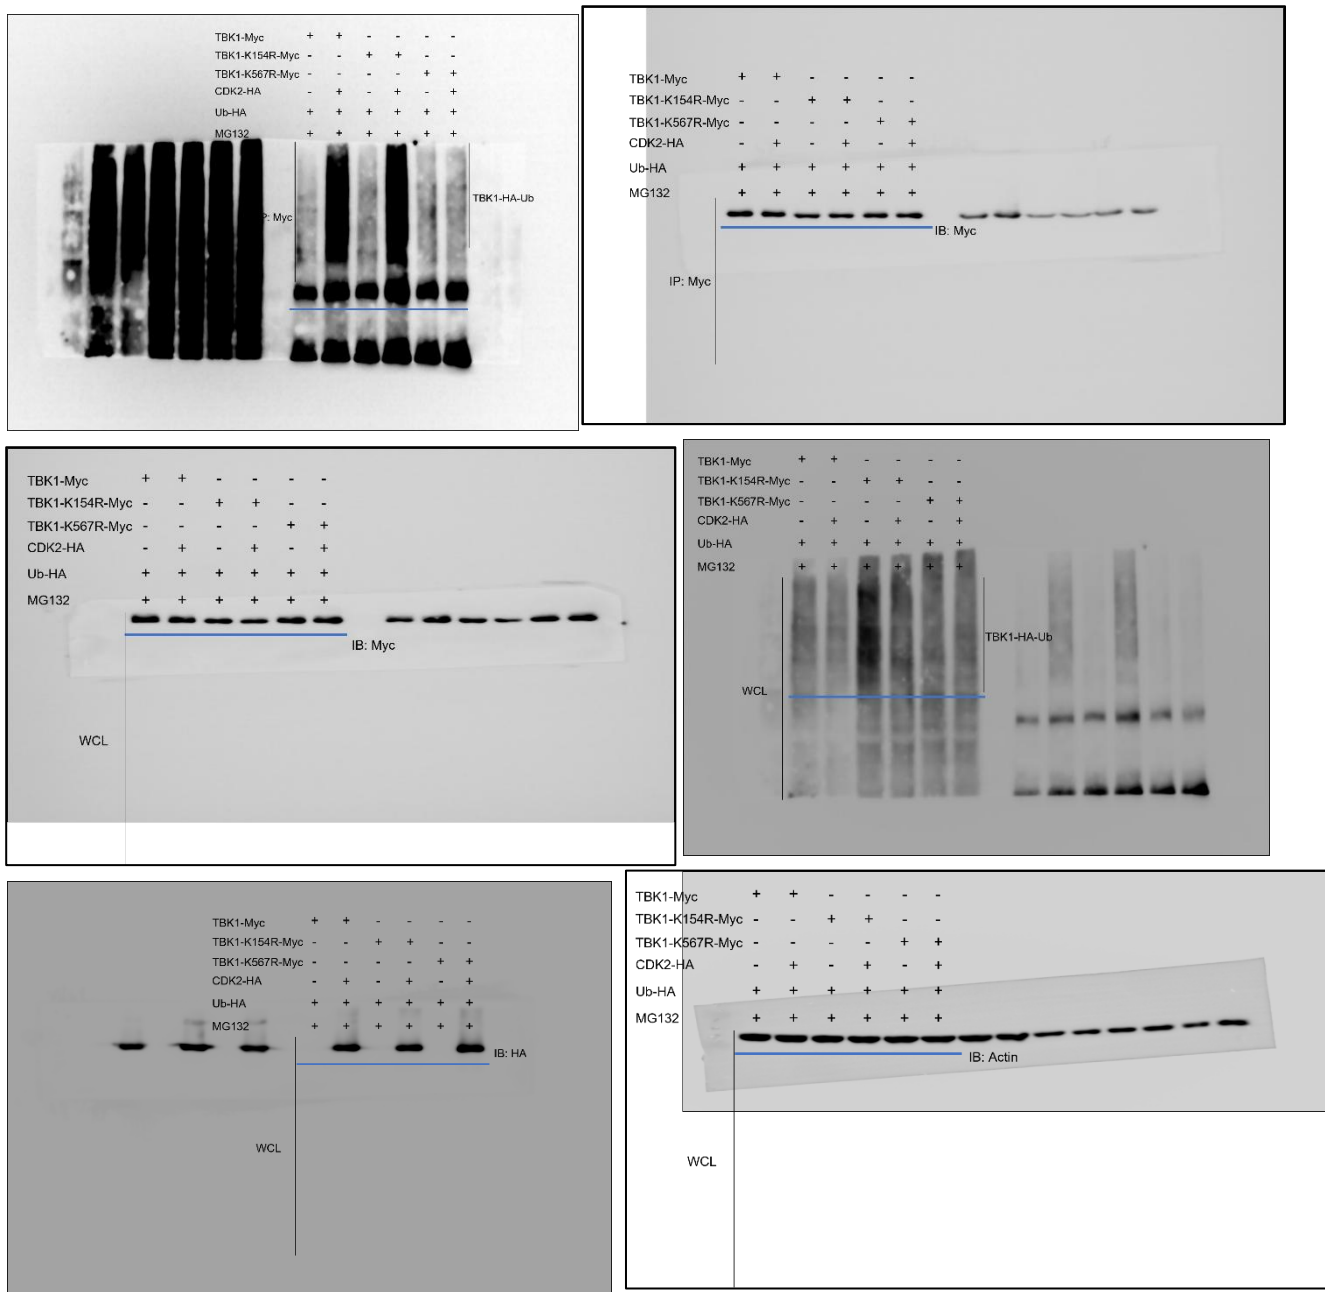 TBK1-Myc + + - - - -
TBK1-K154R-Myc - - + + - -
TBK1-K567R-Myc - - - - + +
CDK2-HA - + - + - +
Ub-HA + + + + + +
MG132 + + + + + +
P: Myc
TBK1-HA-Ub
TBK1-Myc + + - - - -
TBK1-K154R-Myc - - + + - -
TBK1-K567R-Myc - - - - + +
CDK2-HA - + - + - +
Ub-HA + + + + + +
MG132 + + + + + +
IB: Myc
IP: Myc
TBK1-Myc + + - - - -
TBK1-K154R-Myc - - + + - -
TBK1-K567R-Myc - - - - + +
CDK2-HA - + - + - +
Ub-HA + + + + + +
MG132 + + + + + +
IB: Myc
WCL
TBK1-Myc + + - - - -
TBK1-K154R-Myc - - + + - -
TBK1-K567R-Myc - - - - + +
CDK2-HA - + - + - +
Ub-HA + + + + + +
MG132 + + + + + +
TBK1-HA-Ub
WCL
TBK1-Myc + + - - - -
TBK1-K154R-Myc - - + + - -
TBK1-K567R-Myc - - - - + +
CDK2-HA - + - + - +
Ub-HA + + + + + +
MG132 + + + + + +
IB: HA
WCL
TBK1-Myc + + - - - -
TBK1-K154R-Myc - - + + - -
TBK1-K567R-Myc - - - - + +
CDK2-HA - + - + - +
Ub-HA + + + + + +
MG132 + + + + + +
IB: Actin
WCL